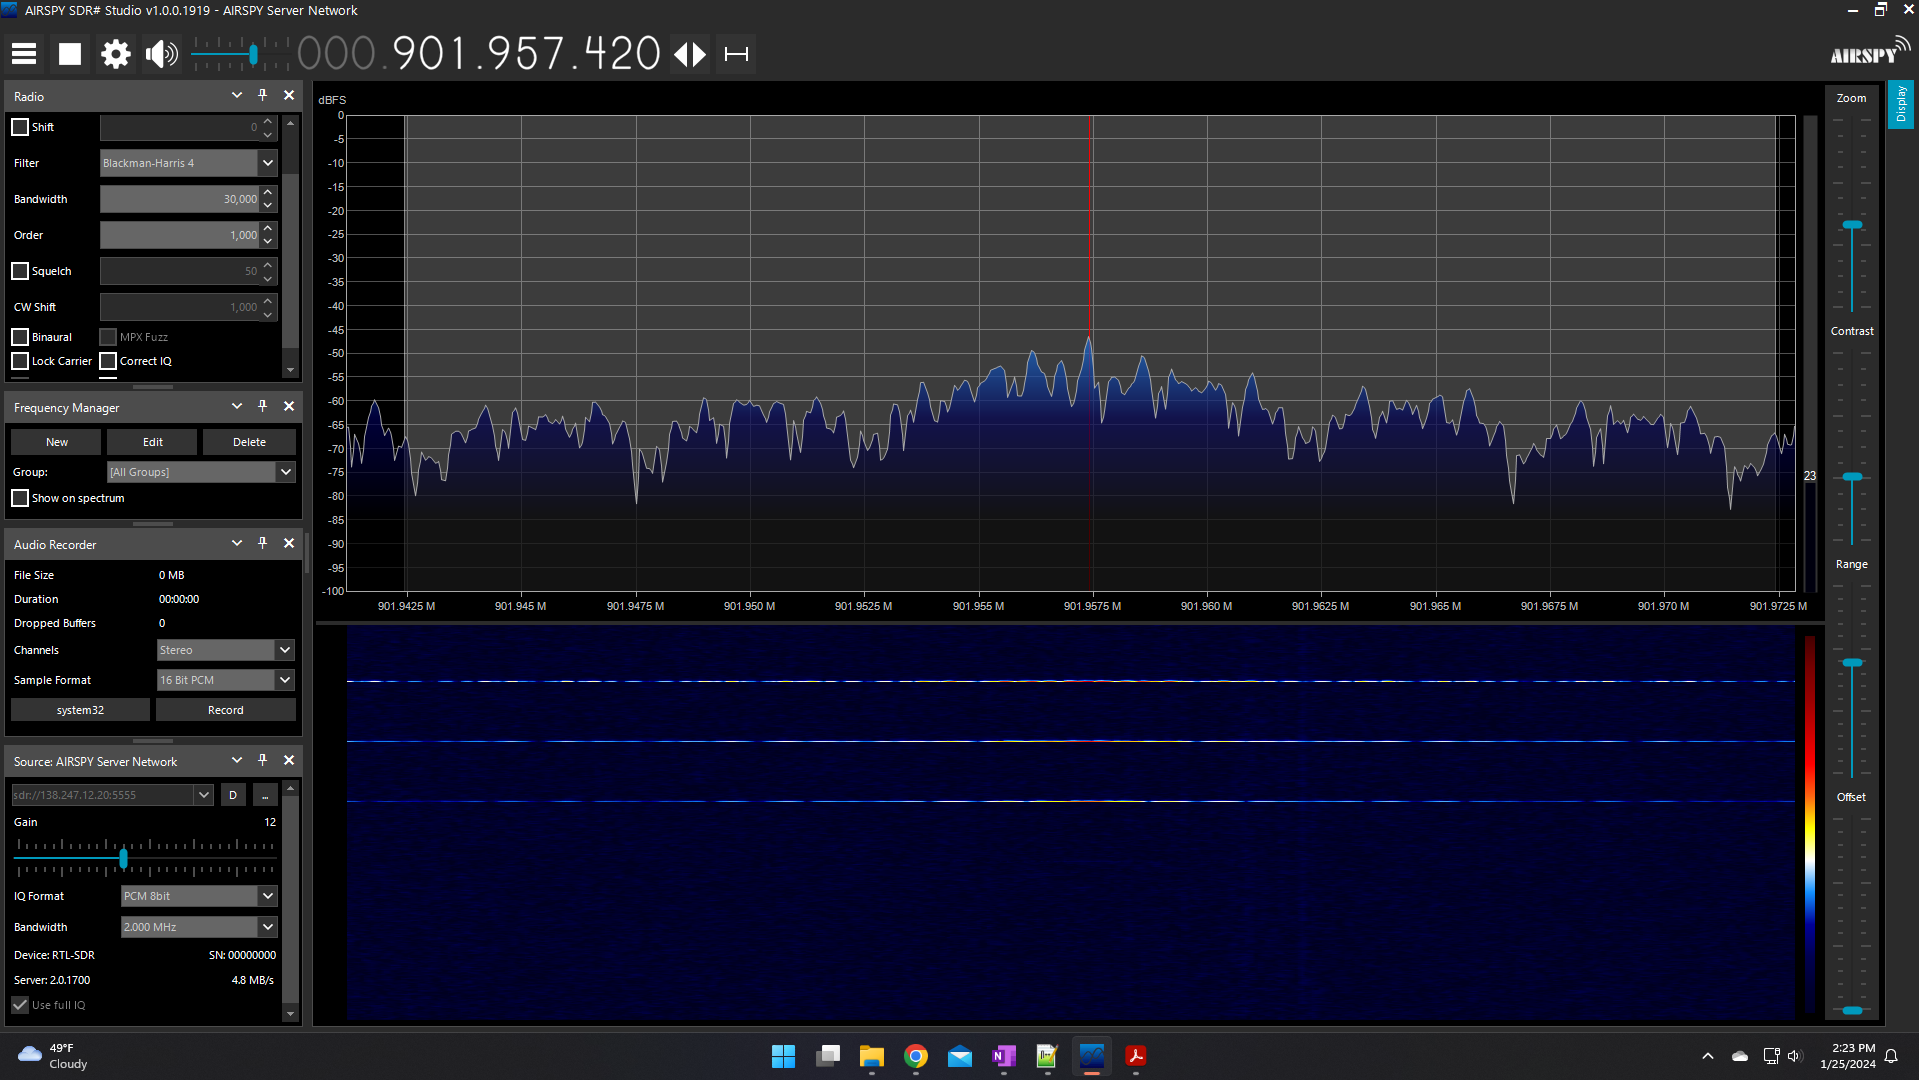 AIRSPY SDR# Studio v1.0.0.1919 - AIRSPY Server Network
000.901.957.420
AIRSPY
Radio
Shift 0
Filter Blackman-Harris 4
Bandwidth 30,000
Order 1,000
Squelch 50
CW Shift 1,000
Binaural MPX Fuzz
Lock Carrier Correct IQ
Frequency Manager
New Edit Delete
Group: [All Groups]
Show on spectrum
Audio Recorder
File Size 0 MB
Duration 00:00:00
Dropped Buffers 0
Channels Stereo
Sample Format 16 Bit PCM
system32 Record
Source: AIRSPY Server Network
sdr://138.247.12.20:5555 D ...
Gain 12
IQ Format PCM 8bit
Bandwidth 2.000 MHz
Device: RTL-SDR SN: 00000000
Server: 2.0.1700 4.8 MB/s
Use full IQ
dBFS
0
-5
-10
-15
-20
-25
-30
-35
-40
-45
-50
-55
-60
-65
-70
-75
-80
-85
-90
-95
-100
901.9425 M 901.945 M 901.9475 M 901.950 M 901.9525 M 901.955 M 901.9575 M 901.960 M 901.9625 M 901.965 M 901.9675 M 901.970 M 901.9725 M
23
Zoom
Contrast
Range
Offset
Display
49°F
Cloudy
2:23 PM
1/25/2024